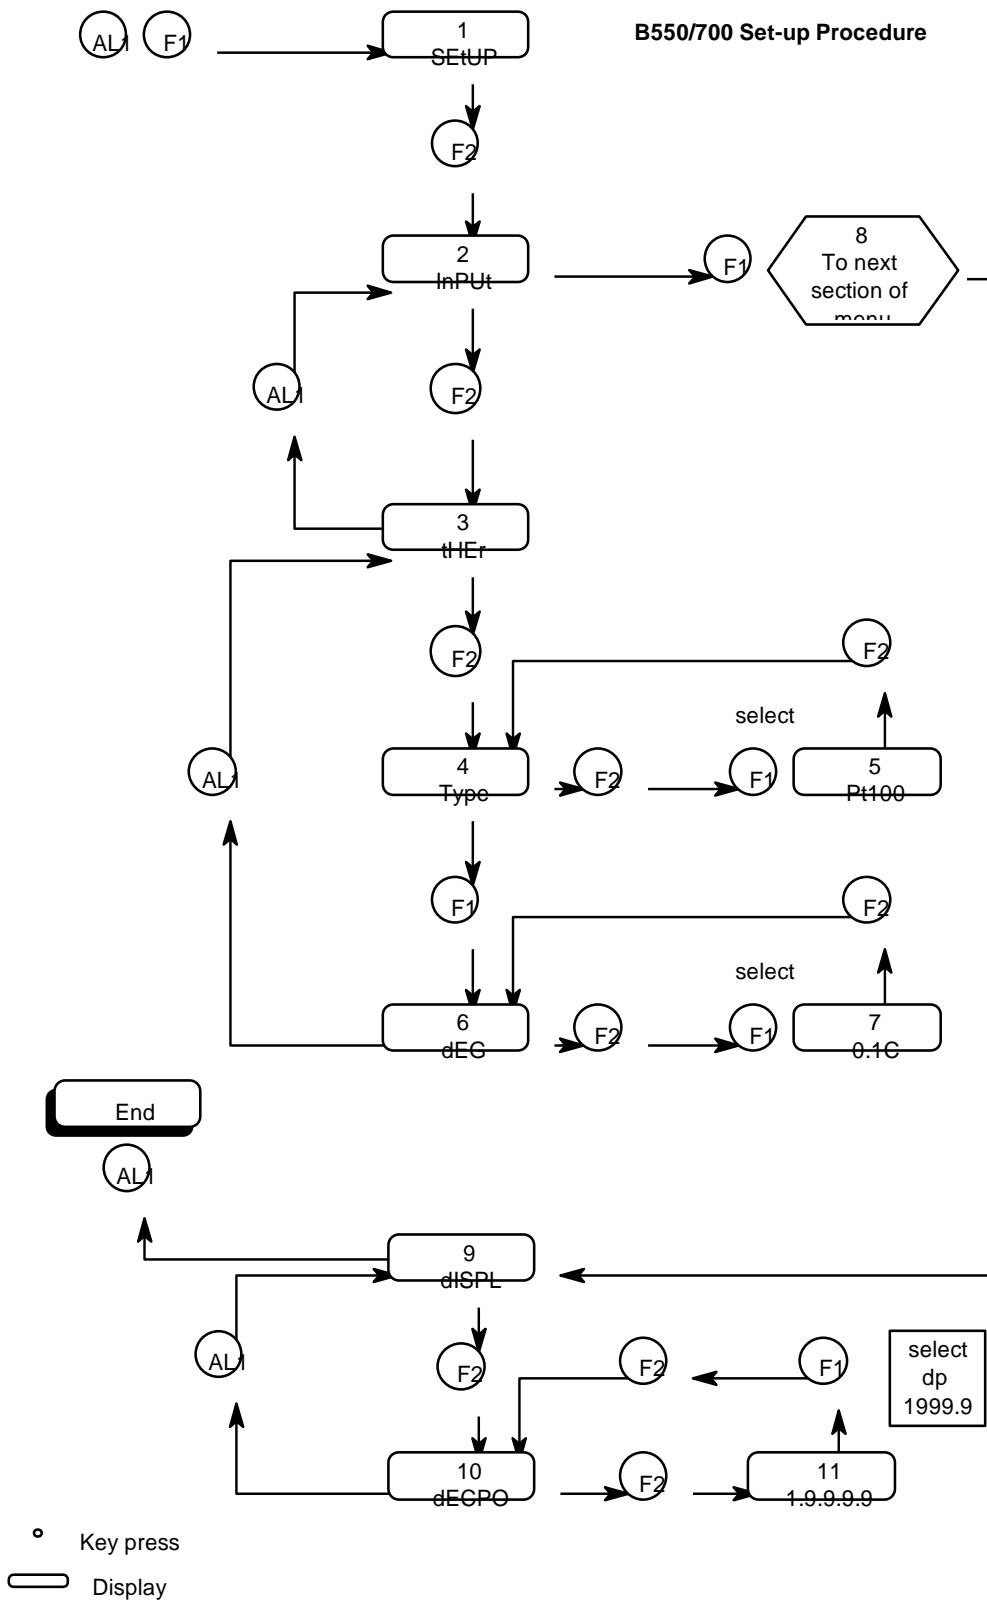 B550/700 Set-up Procedure
AL1
F1
1
SEtUP
F2
2
InPUt
F1
8
To next
section of
menu
AL1
F2
3
tHEr
F2
F2
select
AL1
4
Type
F2
F1
5
Pt100
F1
F2
select
6
dEG
F2
F1
7
0.1C
End
AL1
9
dISPL
AL1
F2
F2
F1
select
dp
1999.9
10
dECPO
F2
11
1.9.9.9.9
Key press
Display